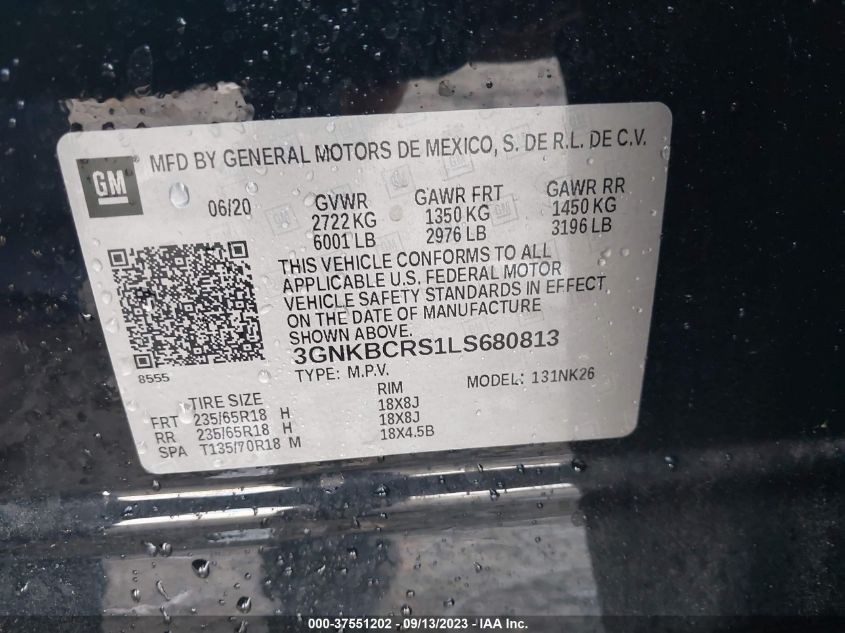 MFD BY GENERAL MOTORS DE MEXICO, S. DE R.L. DE C.V.
GM
06/20
GVWR GAWR FRT GAWR RR
2722 KG 1350 KG 1450 KG
6001 LB 2976 LB 3196 LB
THIS VEHICLE CONFORMS TO ALL
APPLICABLE U.S. FEDERAL MOTOR
VEHICLE SAFETY STANDARDS IN EFFECT
ON THE DATE OF MANUFACTURE
SHOWN ABOVE.
3GNKBCRS1LS680813
8555
TYPE: M.P.V. MODEL: 131NK26
TIRE SIZE RIM
FRT 235/65R18 H 18X8J
RR 235/65R18 H 18X8J
SPA T135/70R18 M 18X4.5B
000-37551202 - 09/13/2023 - IAA Inc.